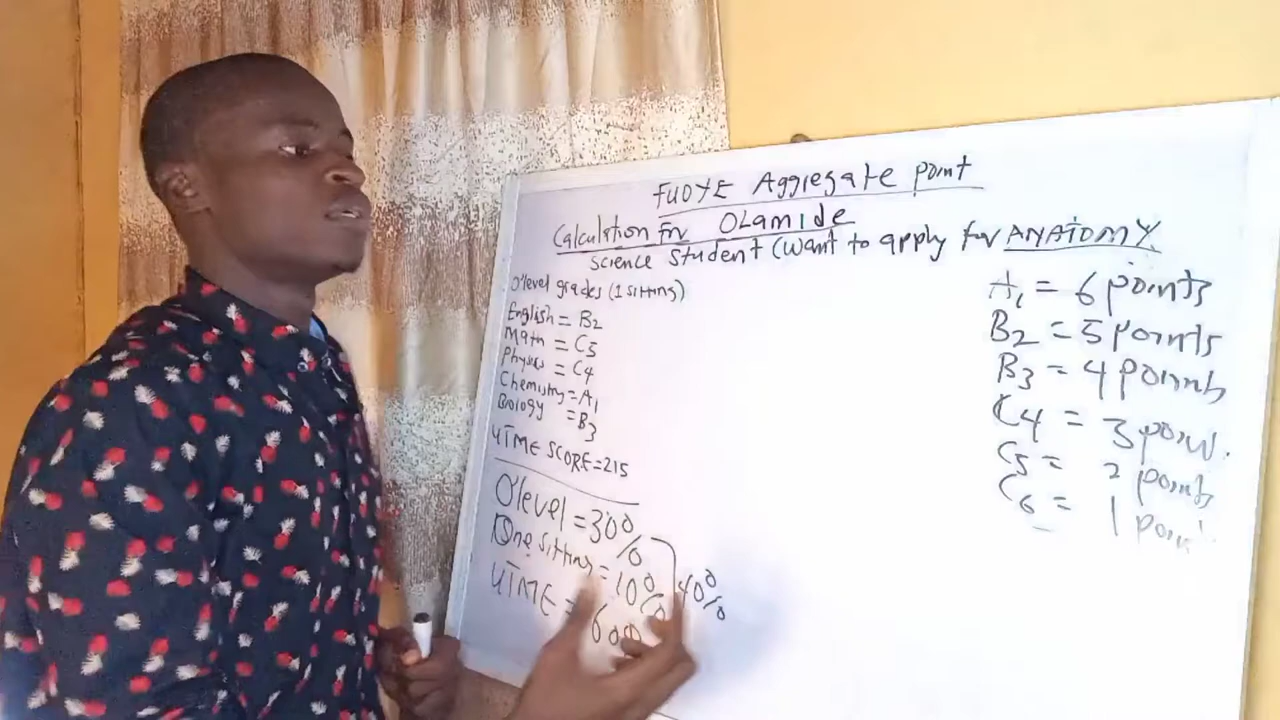 FUOYE Aggregate point
Calculation For OLAMIDE
Science Student (want to apply for ANATOMY
O'level grades (1 sitting)
English = B2
Math = C5
Physics = C4
Chemistry = A1
Biology = B3
UTME SCORE = 215
O'level = 30%
One sitting = 10%
40%
UTME = 60%
A1 = 6 points
B2 = 5 points
B3 = 4 points
C4 = 3
C5 = 2 points
C6 = 1 point